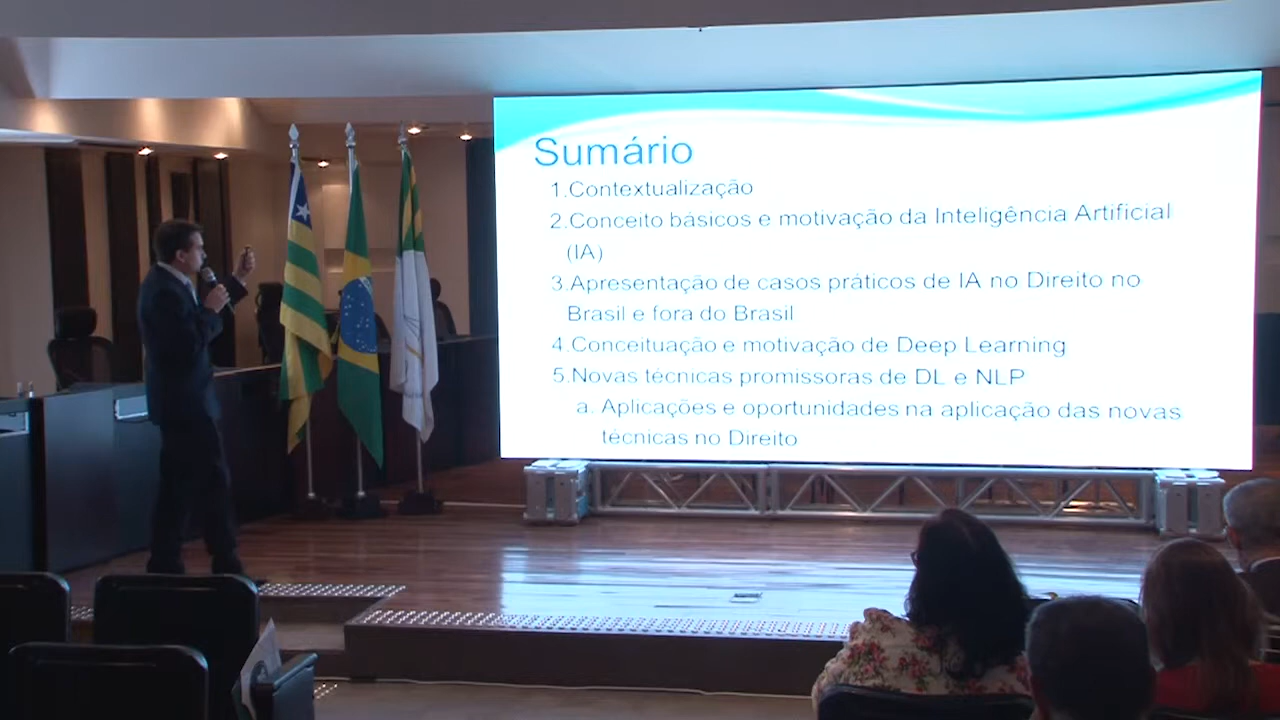 Sumário
1.Contextualização
2.Conceito básicos e motivação da Inteligência Artificial
(IA)
3.Apresentação de casos práticos de IA no Direito no
Brasil e fora do Brasil
4.Conceituação e motivação de Deep Learning
5.Novas técnicas promissoras de DL e NLP
a. Aplicações e oportunidades na aplicação das novas
técnicas no Direito